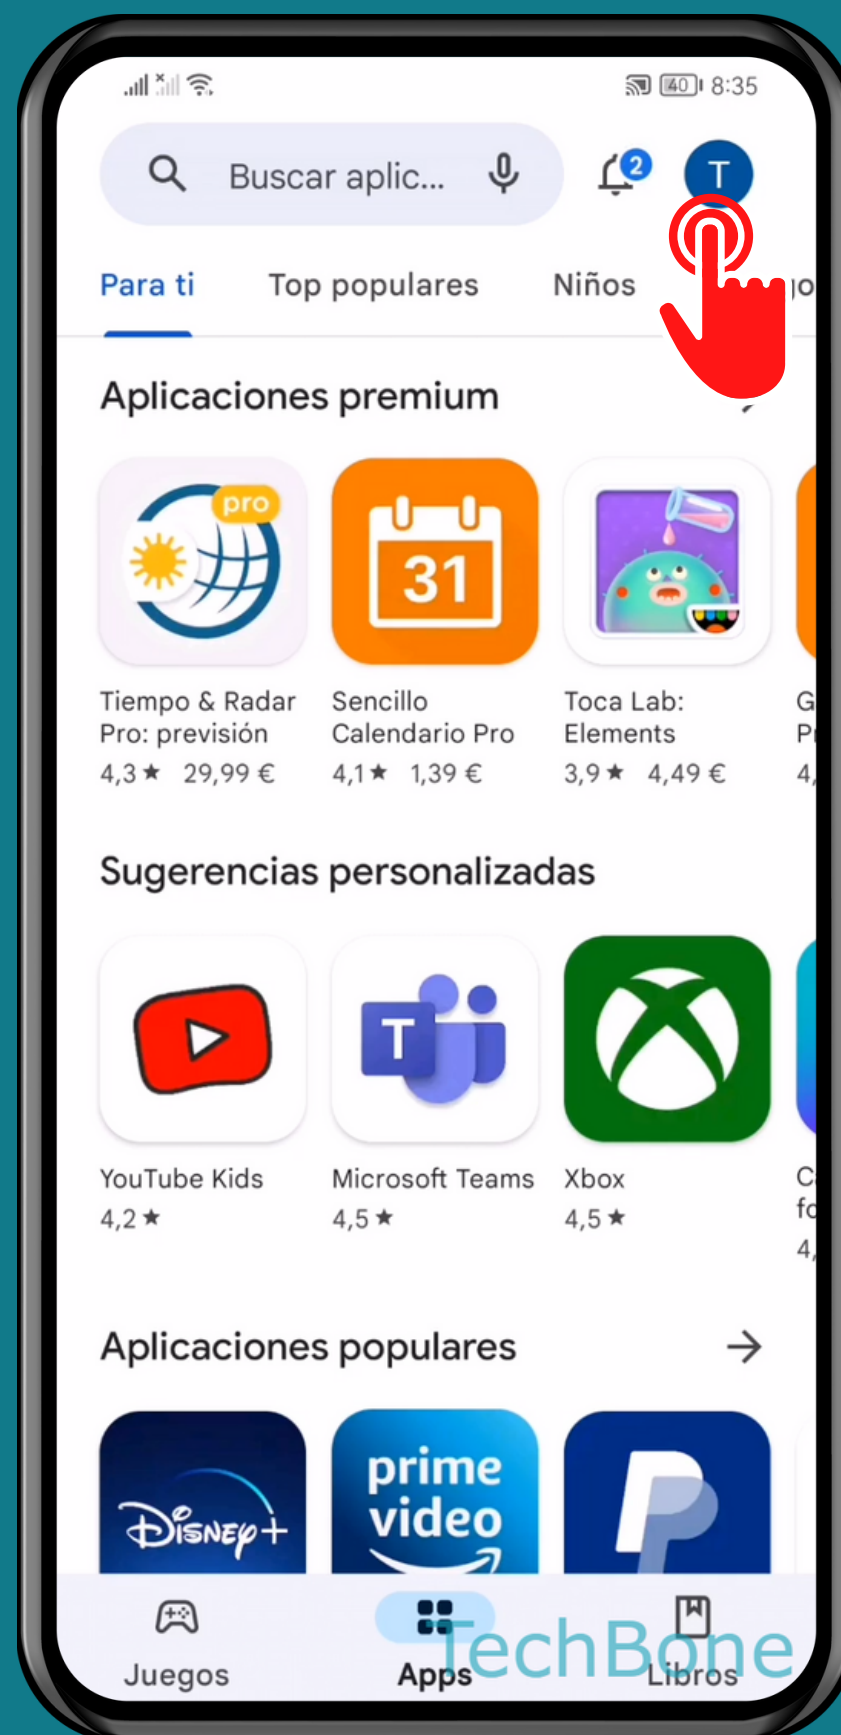 40 8:35
Buscar aplic... 2 T
Para ti Top populares Niños
Aplicaciones premium
pro
31
Tiempo & Radar
Pro: previsión
4,3★ 29,99 €
Sencillo
Calendario Pro
4,1★ 1,39 €
Toca Lab:
Elements
3,9★ 4,49 €
Sugerencias personalizadas
T
YouTube Kids
4,2★
Microsoft Teams
4,5★
Xbox
4,5★
Aplicaciones populares
Disney+
prime
video
Juegos Apps Libros
TechBone